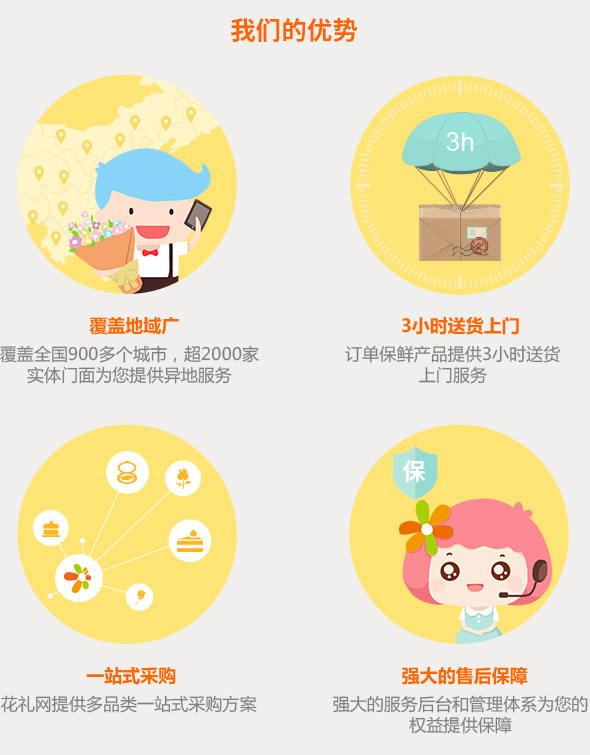 我们的优势
3h
覆盖地域广
覆盖全国900多个城市，超2000家
实体门面为您提供异地服务
3小时送货上门
订单保鲜产品提供3小时送货
上门服务
保
一站式采购
花礼网提供多品类一站式采购方案
强大的售后保障
强大的服务后台和管理体系为您的
权益提供保障